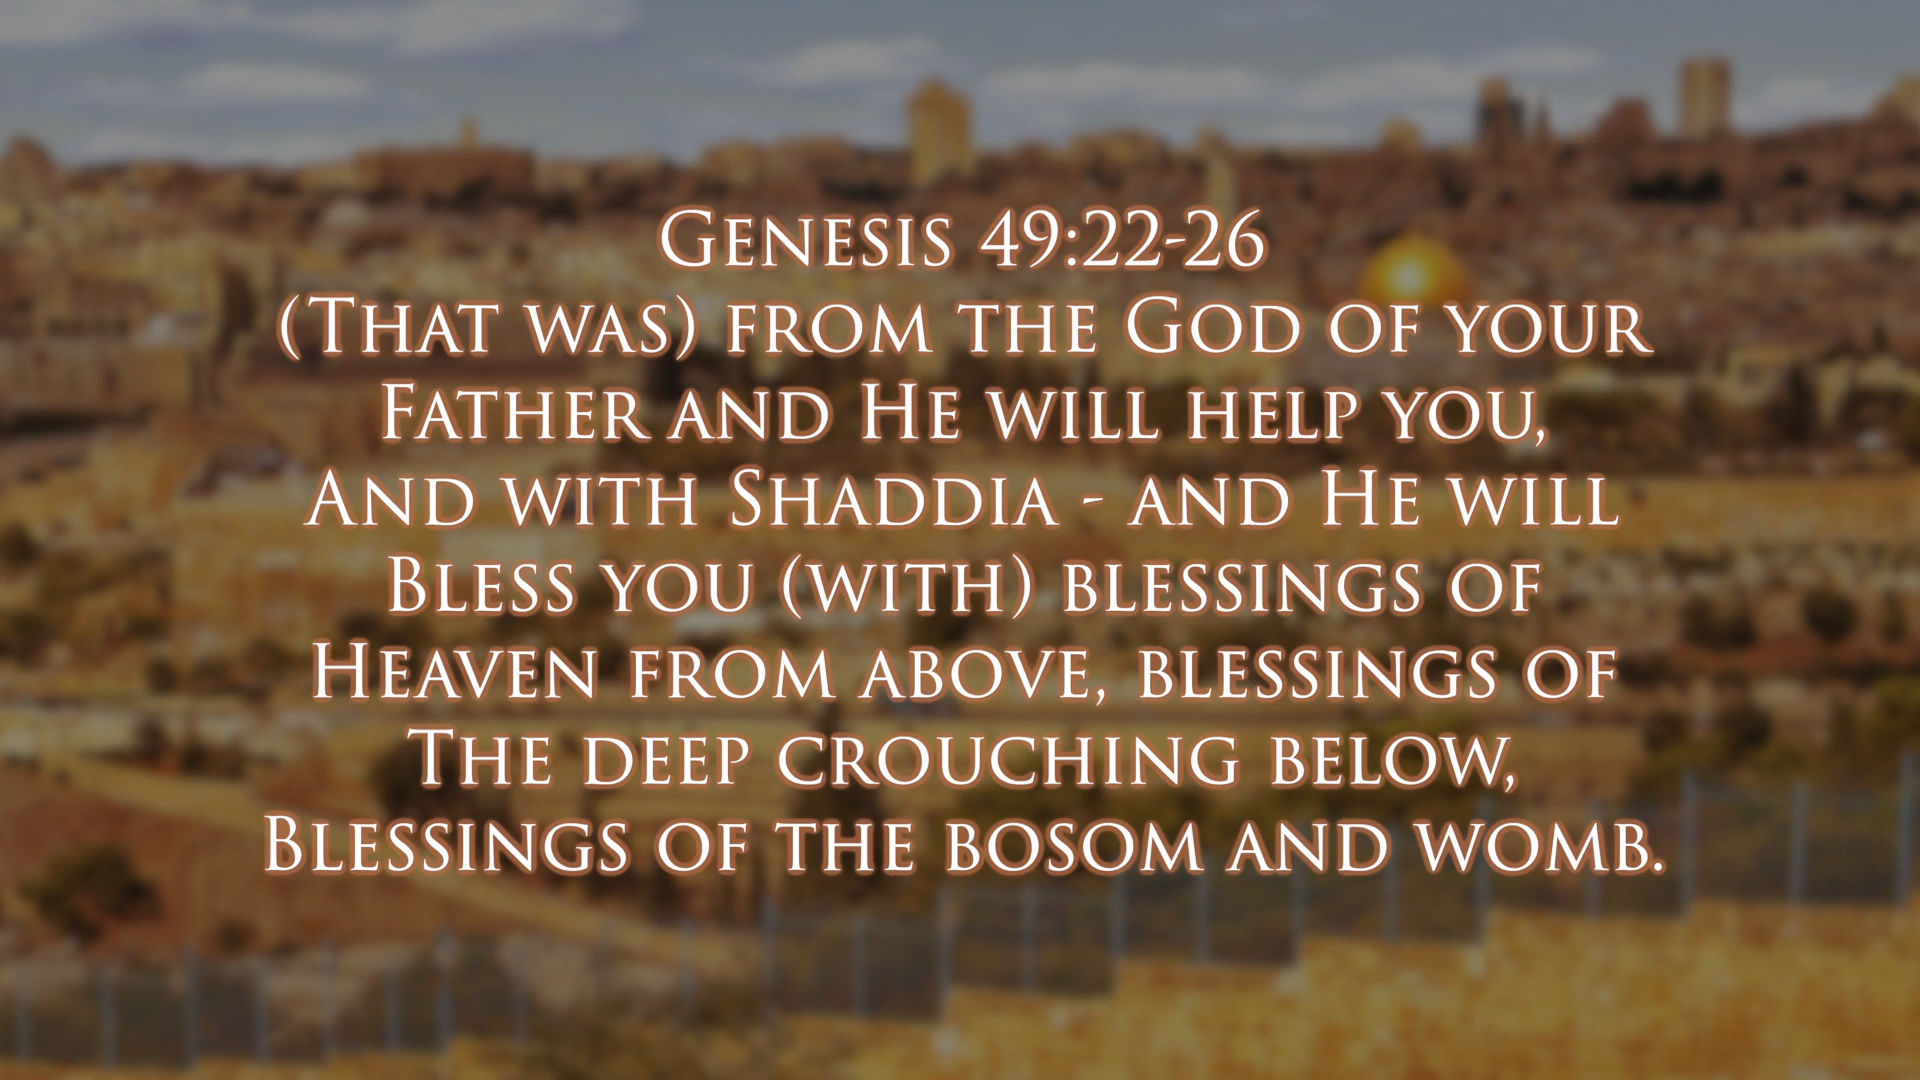 Genesis 49:22-26
(That was) from the God of your
Father and He will help you,
And with Shaddia - and He will
Bless you (with) blessings of
Heaven from above, blessings of
The deep crouching below,
Blessings of the bosom and womb.